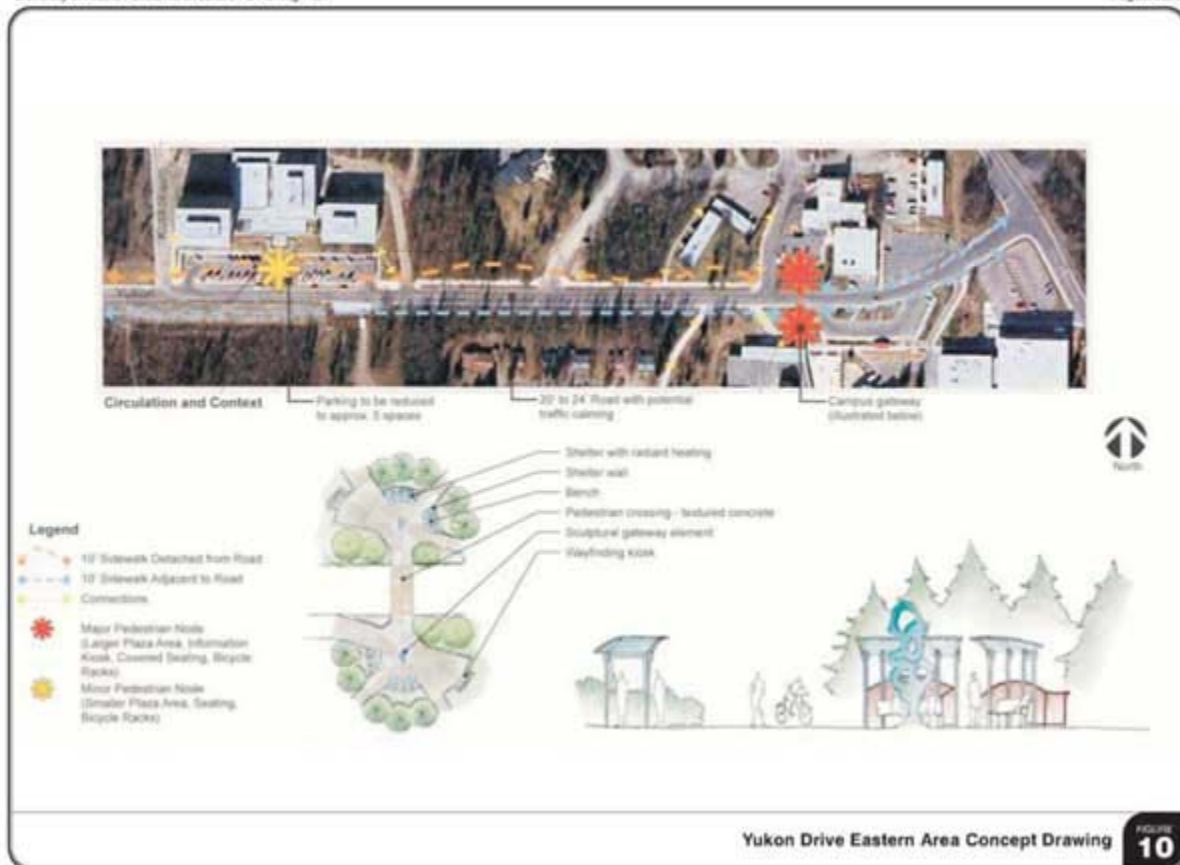 Circulation and Context
Parking to be reduced
to approx. 5 spaces
20' to 24' Road with potential
traffic calming
Campus gateway
(illustrated below)
North
Shelter with radiant heating
Shelter wall
Bench
Pedestrian crossing - textured concrete
Sculptural gateway element
Wayfinding kiosk
Legend
10' Sidewalk Detached from Road
10' Sidewalk Adjacent to Road
Connections
Major Pedestrian Node
(Larger Plaza Area, Information
Kiosk, Covered Seating, Bicycle
Racks)
Minor Pedestrian Node
(Smaller Plaza Area, Seating,
Bicycle Racks)
Yukon Drive Eastern Area Concept Drawing
FIGURE
10